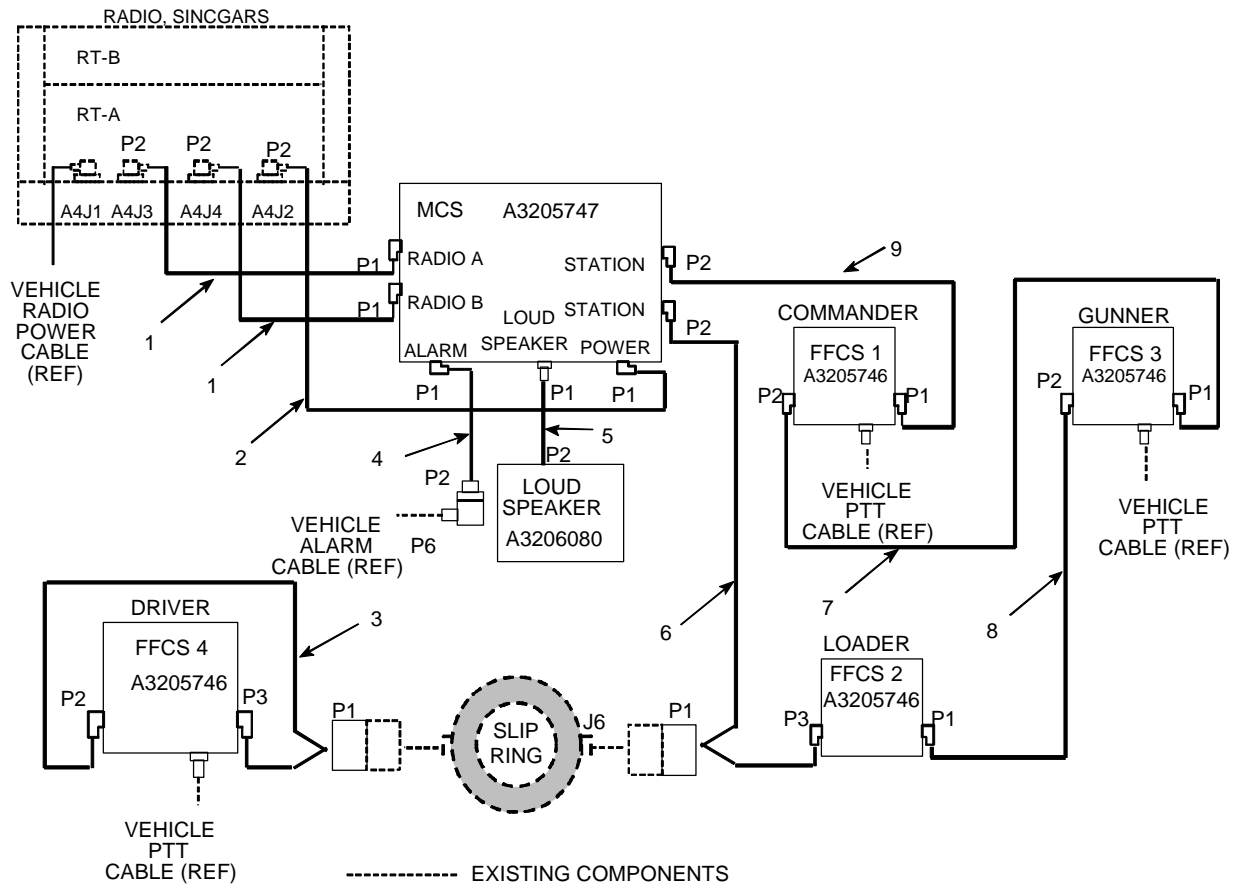 RADIO, SINCGARS
RT-B
RT-A
P2
P2
P2
A4J1
A4J3
A4J4
A4J2
VEHICLE
RADIO
POWER
CABLE
(REF)
1
1
2
MCS
A3205747
P1
RADIO A
P1
RADIO B
STATION
P2
STATION
P2
LOUD
SPEAKER
ALARM
POWER
P1
P1
P1
9
4
5
P2
P2
LOUD
SPEAKER
A3206080
VEHICLE
ALARM
CABLE (REF)
P6
COMMANDER
FFCS 1
A3205746
P2
P1
VEHICLE
PTT
CABLE (REF)
GUNNER
FFCS 3
A3205746
P2
P1
VEHICLE
PTT
CABLE (REF)
7
8
6
3
DRIVER
FFCS 4
A3205746
P2
P3
VEHICLE
PTT
CABLE (REF)
P1
SLIP
RING
J6
P1
LOADER
FFCS 2
A3205746
P3
P1
EXISTING COMPONENTS